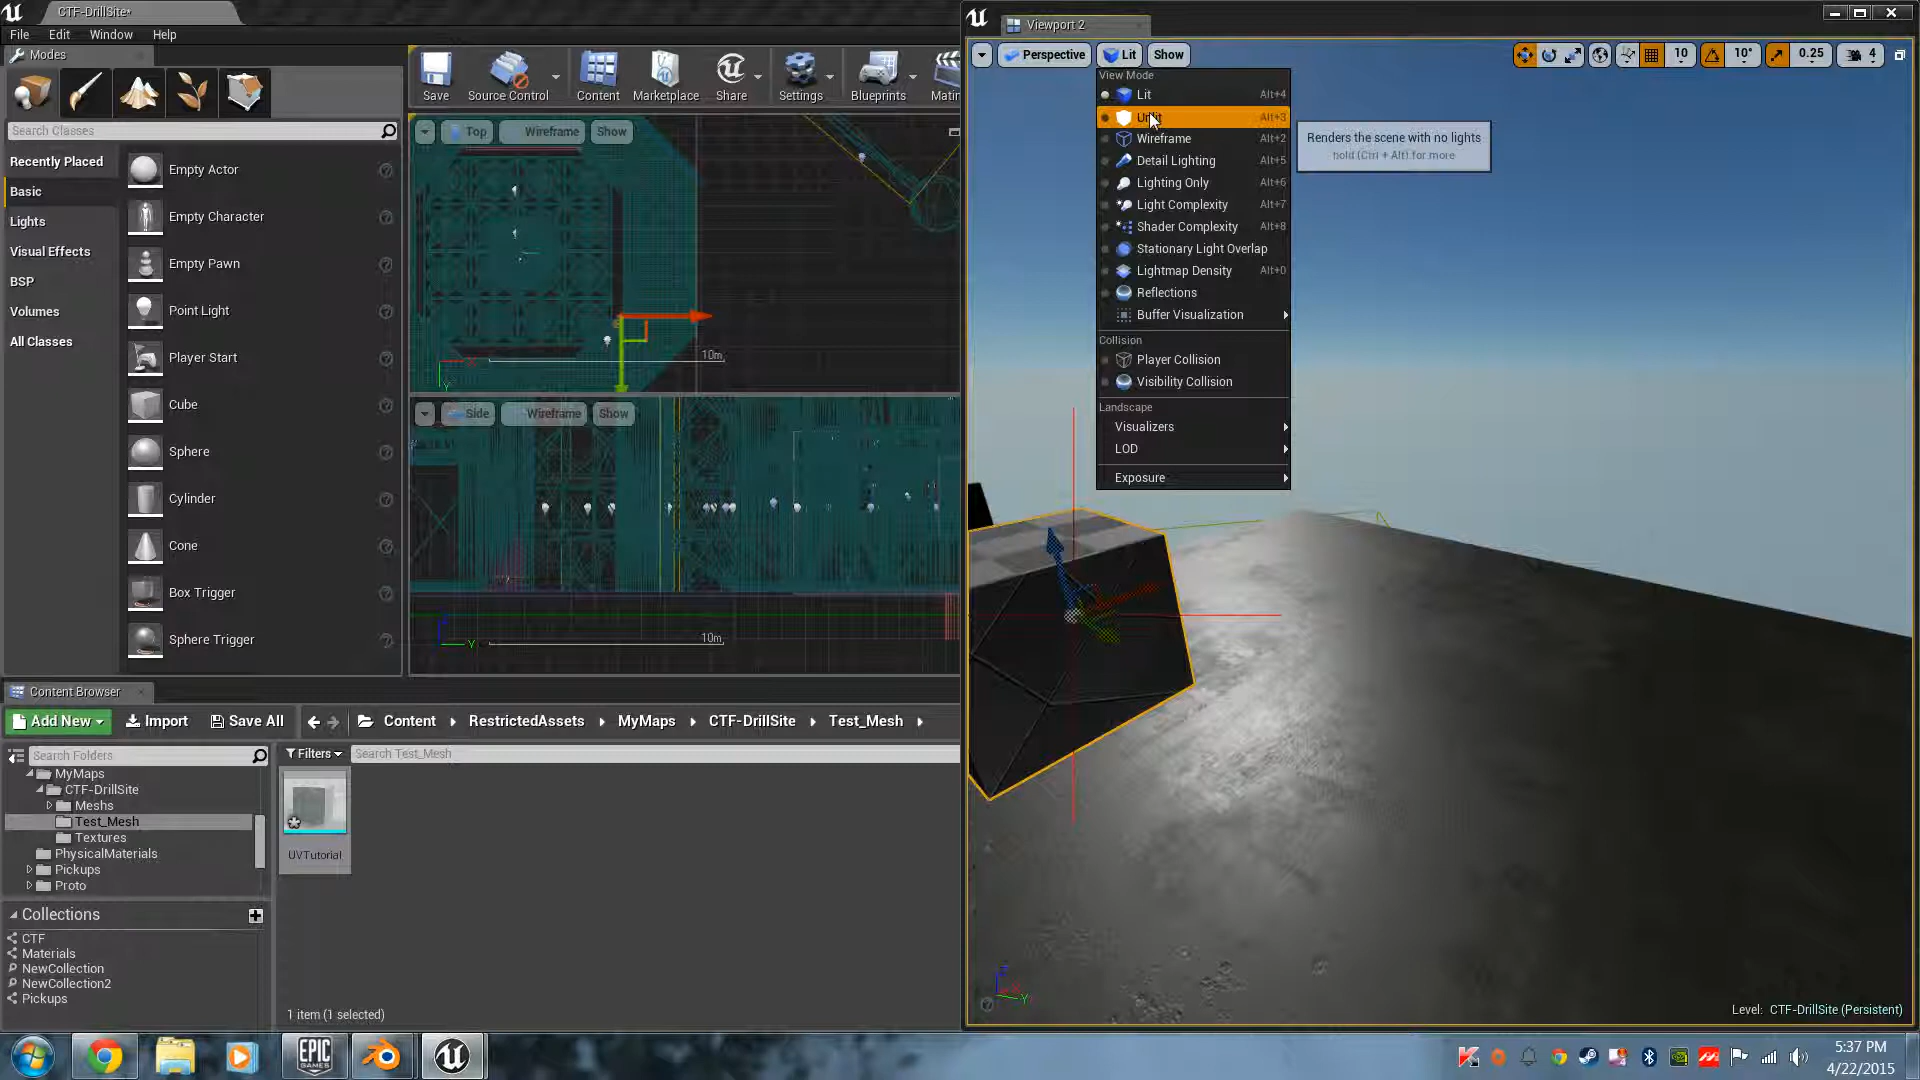 CTF-DrillSite*
File Edit Window Help
Modes
Search Classes
Recently Placed
Basic
Lights
Visual Effects
BSP
Volumes
All Classes
Empty Actor
Empty Character
Empty Pawn
Point Light
Player Start
Cube
Sphere
Cylinder
Cone
Box Trigger
Sphere Trigger
Save Source Control Content Marketplace Share Settings Blueprints Matin
Top Wireframe Show
10m
X
Y
Side Wireframe Show
10m
Y
Viewport 2
Perspective Lit Show 10 10° 0.25 4
View Mode
Lit Alt+4
Unlit Alt+3
Wireframe Alt+2
Detail Lighting Alt+5
Lighting Only Alt+6
Light Complexity Alt+7
Shader Complexity Alt+8
Stationary Light Overlap
Lightmap Density Alt+0
Reflections
Buffer Visualization
Collision
Player Collision
Visibility Collision
Landscape
Visualizers
LOD
Exposure
Renders the scene with no lights
hold (Ctrl + Alt) for more
Level: CTF-DrillSite (Persistent)
Content Browser
Add New Import Save All Content RestrictedAssets MyMaps CTF-DrillSite Test_Mesh
Search Folders
Filters Search Test_Mesh
MyMaps
CTF-DrillSite
Meshs
Test_Mesh
Textures
PhysicalMaterials
Pickups
Proto
UVTutorial
Collections
CTF
Materials
NewCollection
NewCollection2
Pickups
1 item (1 selected)
EPIC GAMES
5:37 PM
4/22/2015